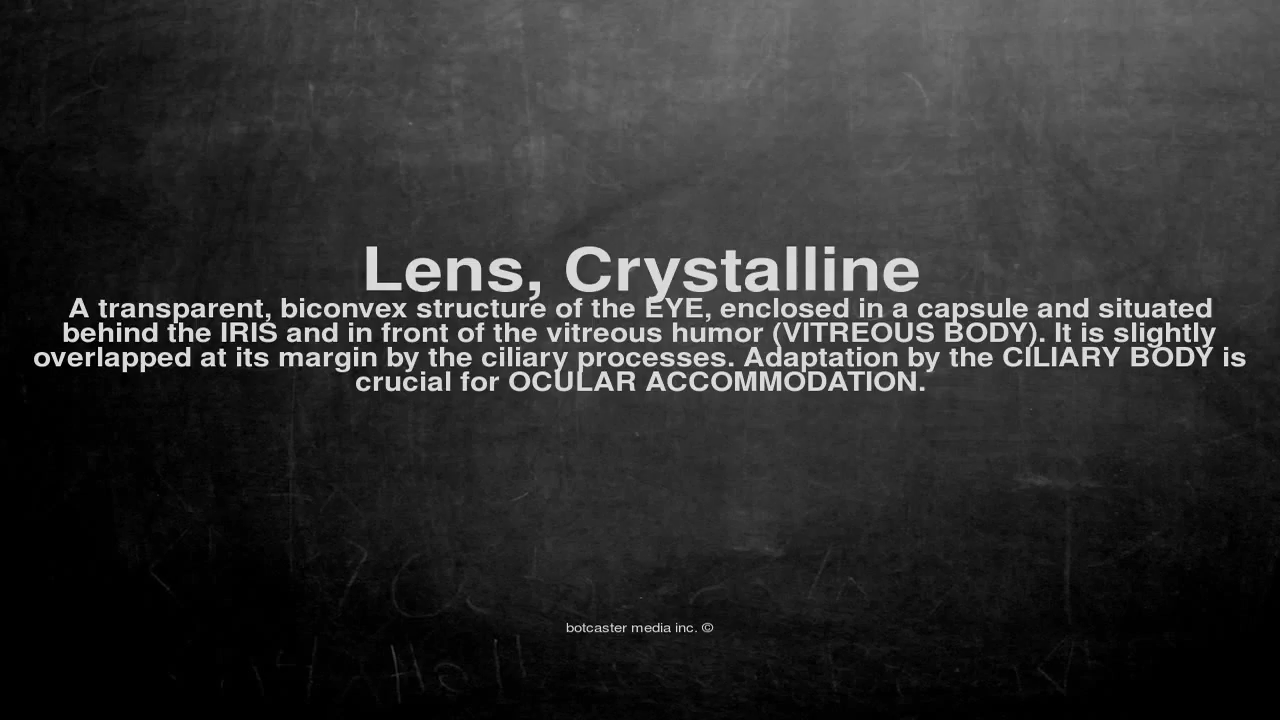 Lens, Crystalline
A transparent, biconvex structure of the EYE, enclosed in a capsule and situated
behind the IRIS and in front of the vitreous humor (VITREOUS BODY). It is slightly
overlapped at its margin by the ciliary processes. Adaptation by the CILIARY BODY is
crucial for OCULAR ACCOMMODATION.
botcaster media inc. ©